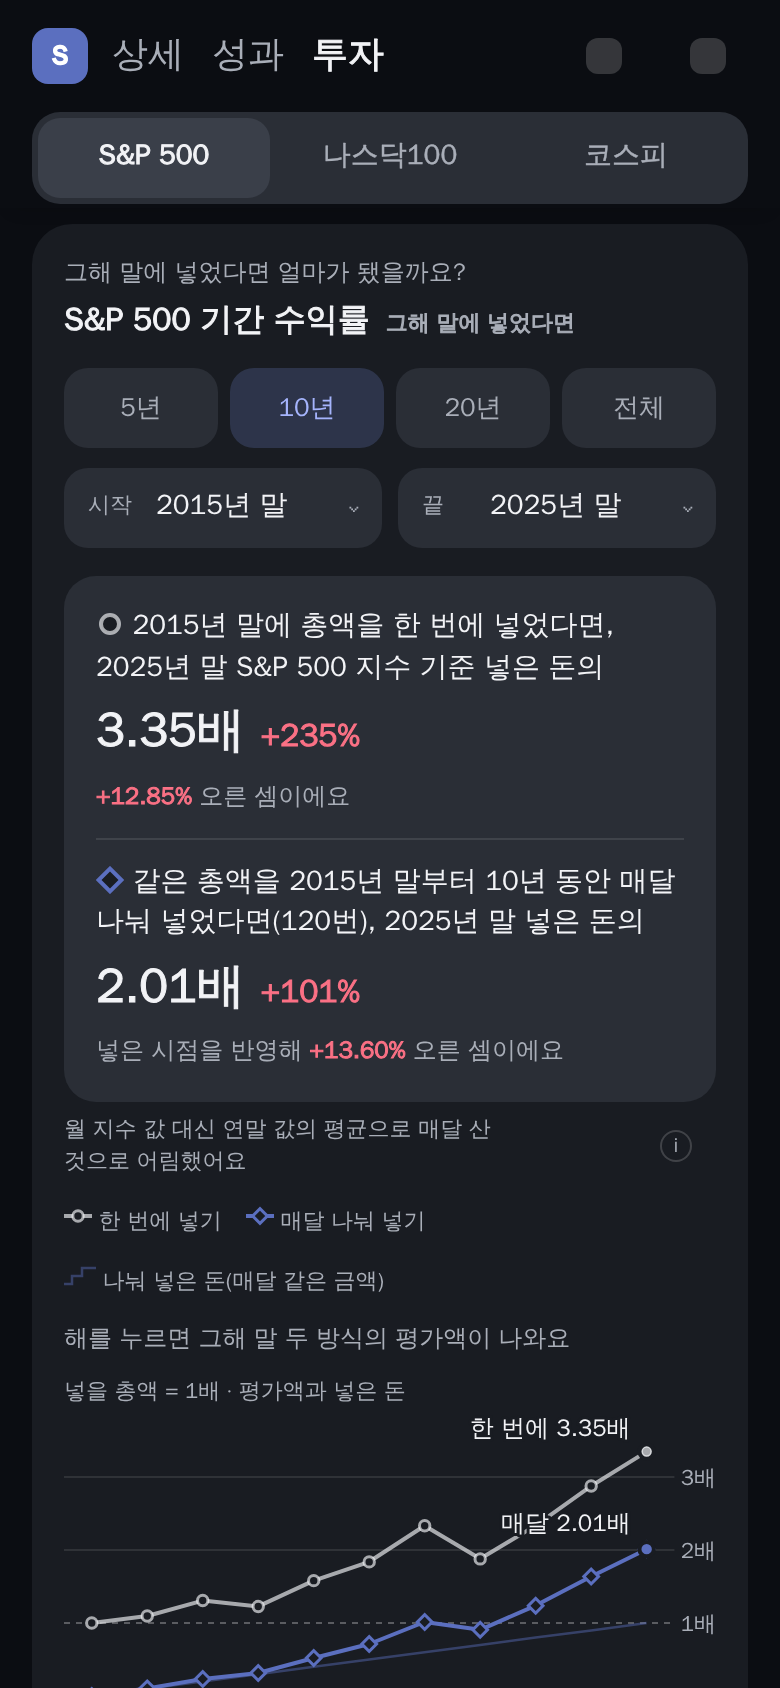 S 상세 성과 투자
S&P 500 나스닥100 코스피
그해 말에 넣었다면 얼마가 됐을까요?
S&P 500 기간 수익률 그해 말에 넣었다면
5년 10년 20년 전체
시작 2015년 말 끝 2025년 말
2015년 말에 총액을 한 번에 넣었다면,
2025년 말 S&P 500 지수 기준 넣은 돈의
3.35배 +235%
+12.85% 오른 셈이에요
같은 총액을 2015년 말부터 10년 동안 매달
나눠 넣었다면(120번), 2025년 말 넣은 돈의
2.01배 +101%
넣은 시점을 반영해 +13.60% 오른 셈이에요
월 지수 값 대신 연말 값의 평균으로 매달 산
것으로 어림했어요
i
한 번에 넣기 매달 나눠 넣기
나눠 넣은 돈(매달 같은 금액)
해를 누르면 그해 말 두 방식의 평가액이 나와요
넣을 총액 = 1배 · 평가액과 넣은 돈
한 번에 3.35배
3배
매달 2.01배
2배
1배